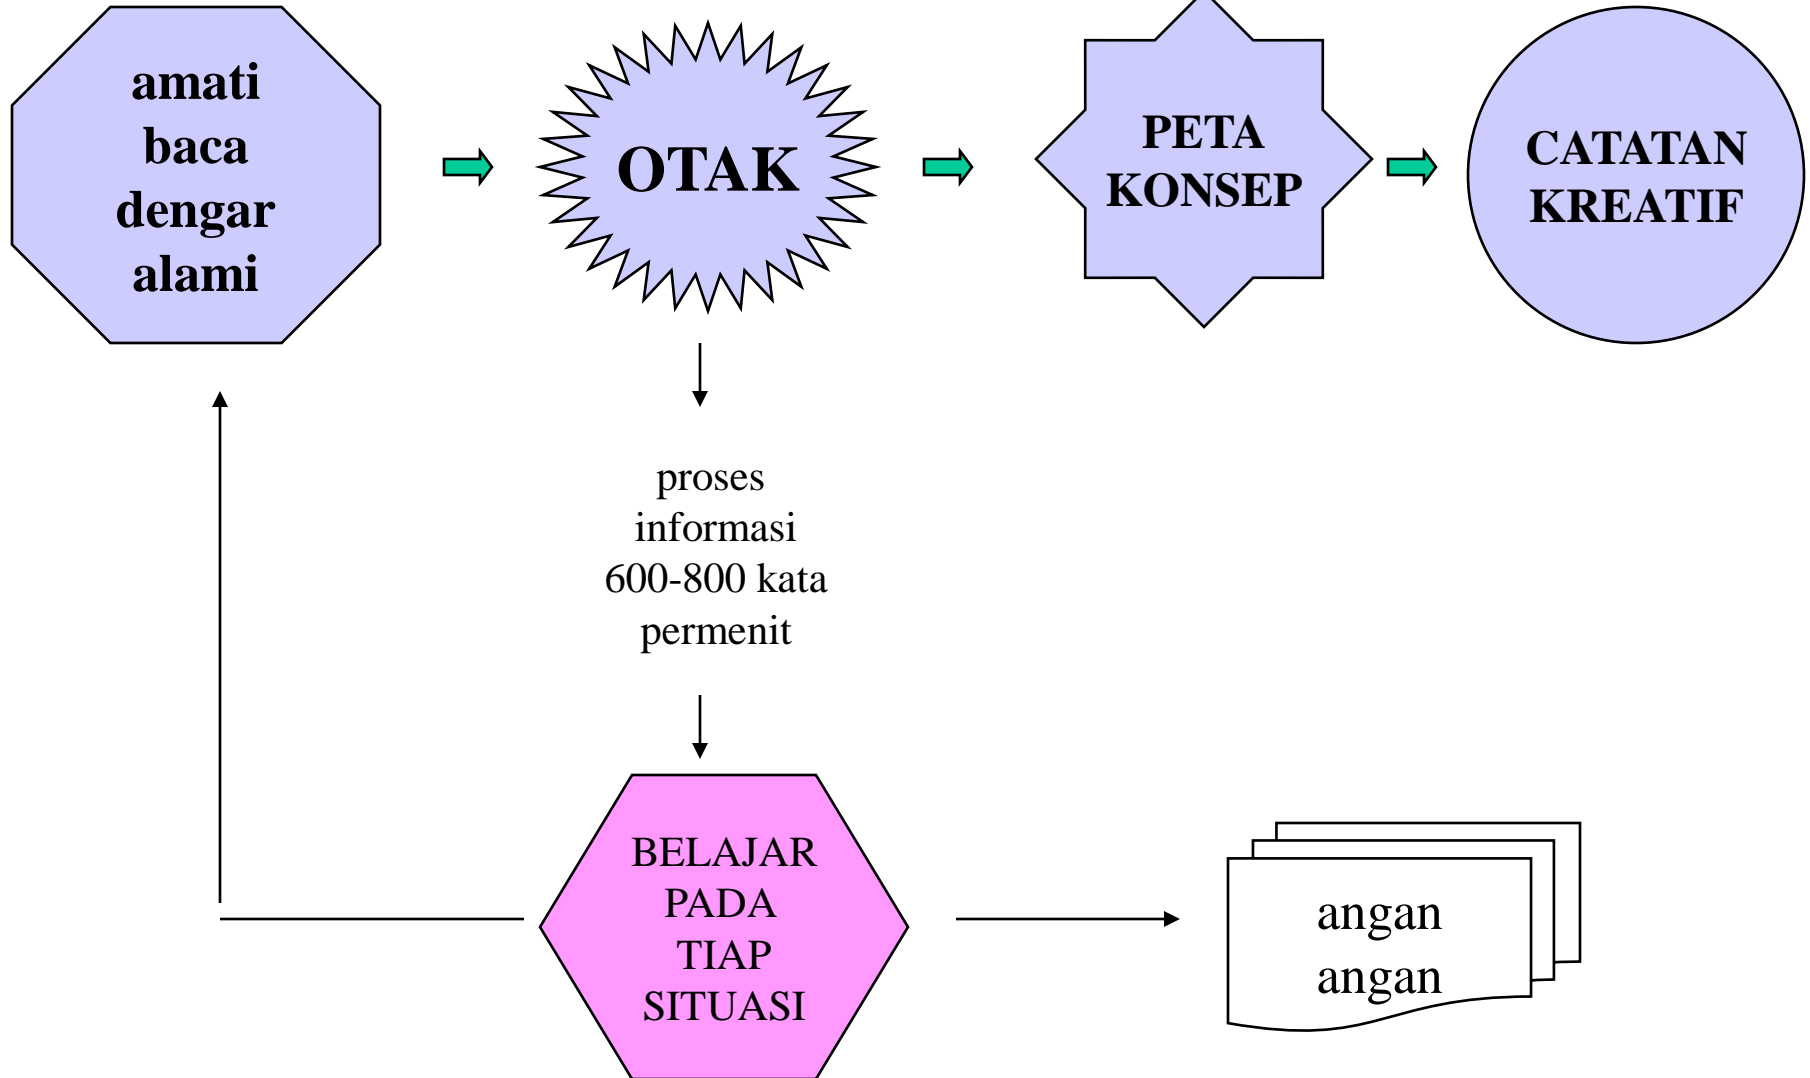 amati
baca
dengar
alami
OTAK
PETA
KONSEP
CATATAN
KREATIF
proses
informasi
600-800 kata
permenit
BELAJAR
PADA
TIAP
SITUASI
angan
angan